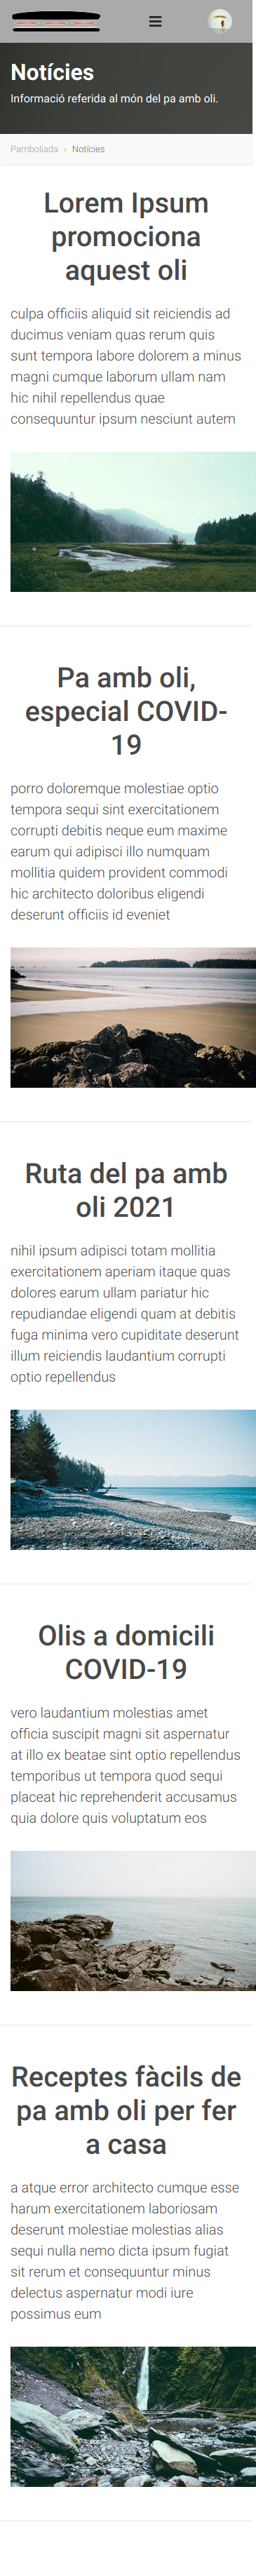 Notícies
Informació referida al món del pa amb oli.
Pamboliada › Notícies
Lorem Ipsum
promociona
aquest oli
culpa officiis aliquid sit reiciendis ad
ducimus veniam quas rerum quis
sunt tempora labore dolorem a minus
magni cumque laborum ullam nam
hic nihil repellendus quae
consequuntur ipsum nesciunt autem
Pa amb oli,
especial COVID-
19
porro doloremque molestiae optio
tempora sequi sint exercitationem
corrupti debitis neque eum maxime
earum qui adipisci illo numquam
mollitia quidem provident commodi
hic architecto doloribus eligendi
deserunt officiis id eveniet
Ruta del pa amb
oli 2021
nihil ipsum adipisci totam mollitia
exercitationem aperiam itaque quas
dolores earum ullam pariatur hic
repudiandae eligendi quam at debitis
fuga minima vero cupiditate deserunt
illum reiciendis laudantium corrupti
optio repellendus
Olis a domicili
COVID-19
vero laudantium molestias amet
officia suscipit magni sit aspernatur
at illo ex beatae sint optio repellendus
temporibus ut tempora quod sequi
placeat hic reprehenderit accusamus
quia dolore quis voluptatum eos
Receptes fàcils de
pa amb oli per fer
a casa
a atque error architecto cumque esse
harum exercitationem laboriosam
deserunt molestiae molestias alias
sequi nulla nemo dicta ipsum fugiat
sit rerum et consequuntur minus
delectus aspernatur modi iure
possimus eum